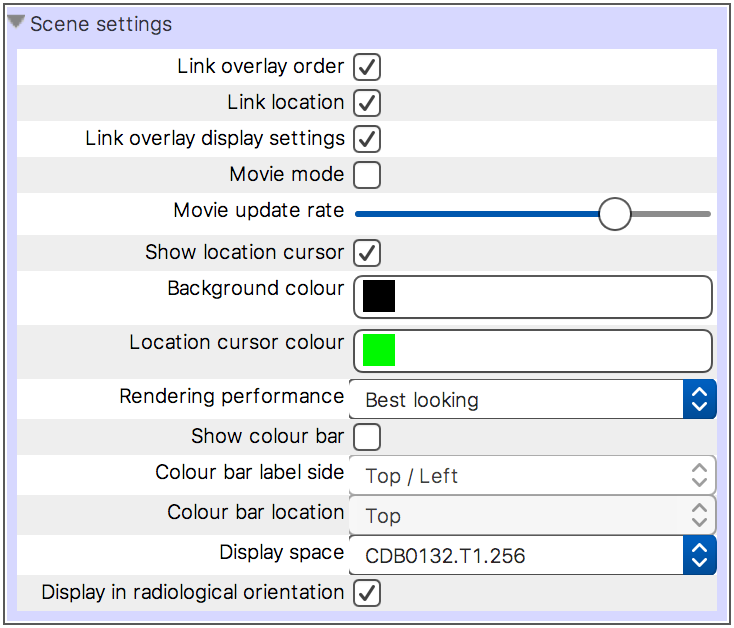 Scene settings
Link overlay order
Link location
Link overlay display settings
Movie mode
Movie update rate
Show location cursor
Background colour
Location cursor colour
Rendering performance Best looking
Show colour bar
Colour bar label side Top / Left
Colour bar location Top
Display space CDB0132.T1.256
Display in radiological orientation